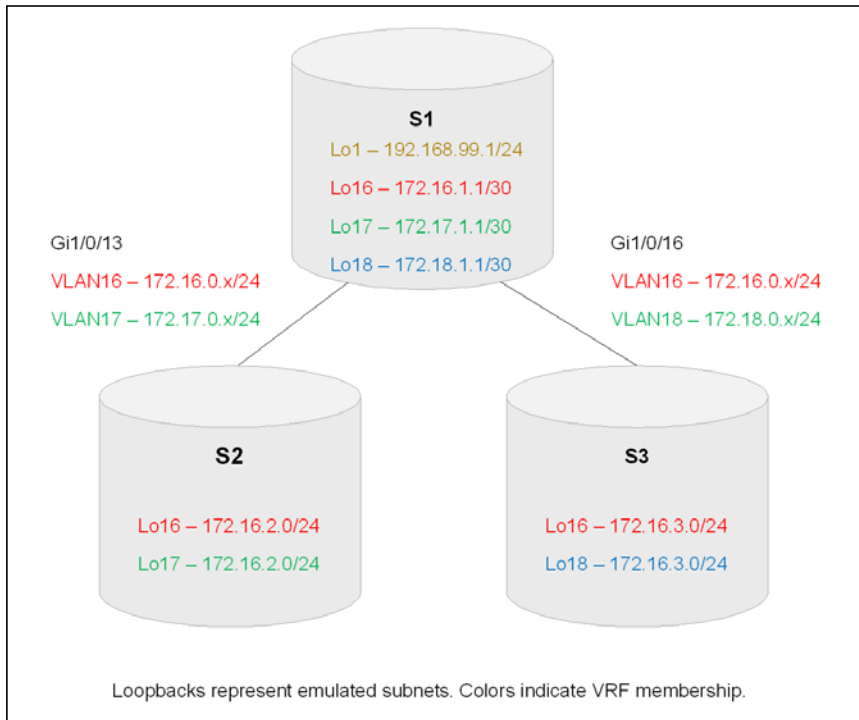 S1
Lo1 – 192.168.99.1/24
Lo16 – 172.16.1.1/30
Lo17 – 172.17.1.1/30
Lo18 – 172.18.1.1/30
Gi1/0/13
VLAN16 – 172.16.0.x/24
VLAN17 – 172.17.0.x/24
Gi1/0/16
VLAN16 – 172.16.0.x/24
VLAN18 – 172.18.0.x/24
S2
Lo16 – 172.16.2.0/24
Lo17 – 172.16.2.0/24
S3
Lo16 – 172.16.3.0/24
Lo18 – 172.16.3.0/24
Loopbacks represent emulated subnets. Colors indicate VRF membership.